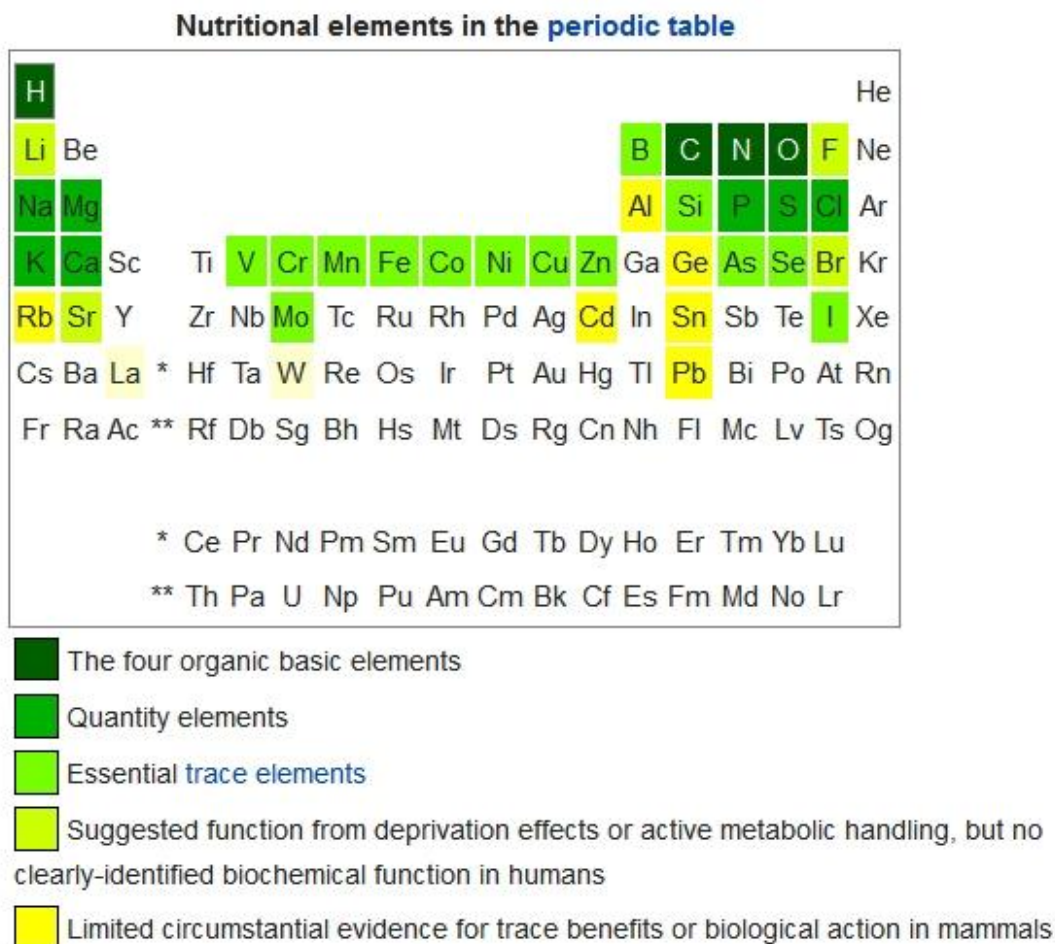 Nutritional elements in the periodic table
H He
Li Be B C N O F Ne
Na Mg Al Si P S Cl Ar
K Ca Sc Ti V Cr Mn Fe Co Ni Cu Zn Ga Ge As Se Br Kr
Rb Sr Y Zr Nb Mo Tc Ru Rh Pd Ag Cd In Sn Sb Te I Xe
Cs Ba La * Hf Ta W Re Os Ir Pt Au Hg Tl Pb Bi Po At Rn
Fr Ra Ac ** Rf Db Sg Bh Hs Mt Ds Rg Cn Nh Fl Mc Lv Ts Og
* Ce Pr Nd Pm Sm Eu Gd Tb Dy Ho Er Tm Yb Lu
** Th Pa U Np Pu Am Cm Bk Cf Es Fm Md No Lr
The four organic basic elements
Quantity elements
Essential trace elements
Suggested function from deprivation effects or active metabolic handling, but no
clearly-identified biochemical function in humans
Limited circumstantial evidence for trace benefits or biological action in mammals